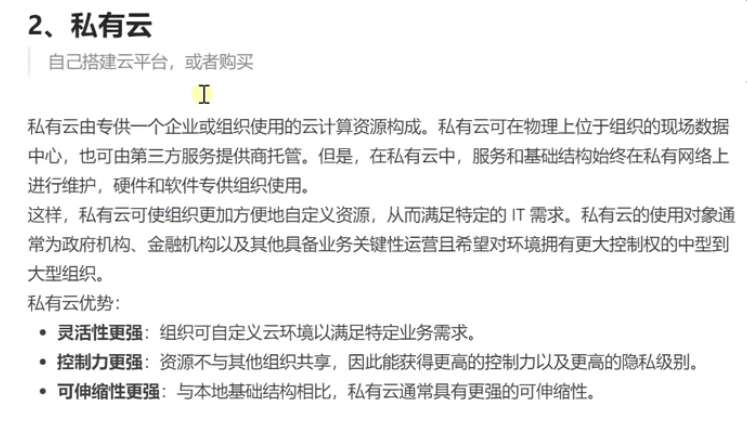 2、私有云
自己搭建云平台，或者购买
私有云由专供一个企业或组织使用的云计算资源构成。私有云可在物理上位于组织的现场数据
中心，也可由第三方服务提供商托管。但是，在私有云中，服务和基础结构始终在私有网络上
进行维护，硬件和软件专供组织使用。
这样，私有云可使组织更加方便地自定义资源，从而满足特定的 IT 需求。私有云的使用对象通
常为政府机构、金融机构以及其他具备业务关键性运营且希望对环境拥有更大控制权的中型到
大型组织。
私有云优势：
• 灵活性更强：组织可自定义云环境以满足特定业务需求。
• 控制力更强：资源不与其他组织共享，因此能获得更高的控制力以及更高的隐私级别。
• 可伸缩性更强：与本地基础结构相比，私有云通常具有更强的可伸缩性。